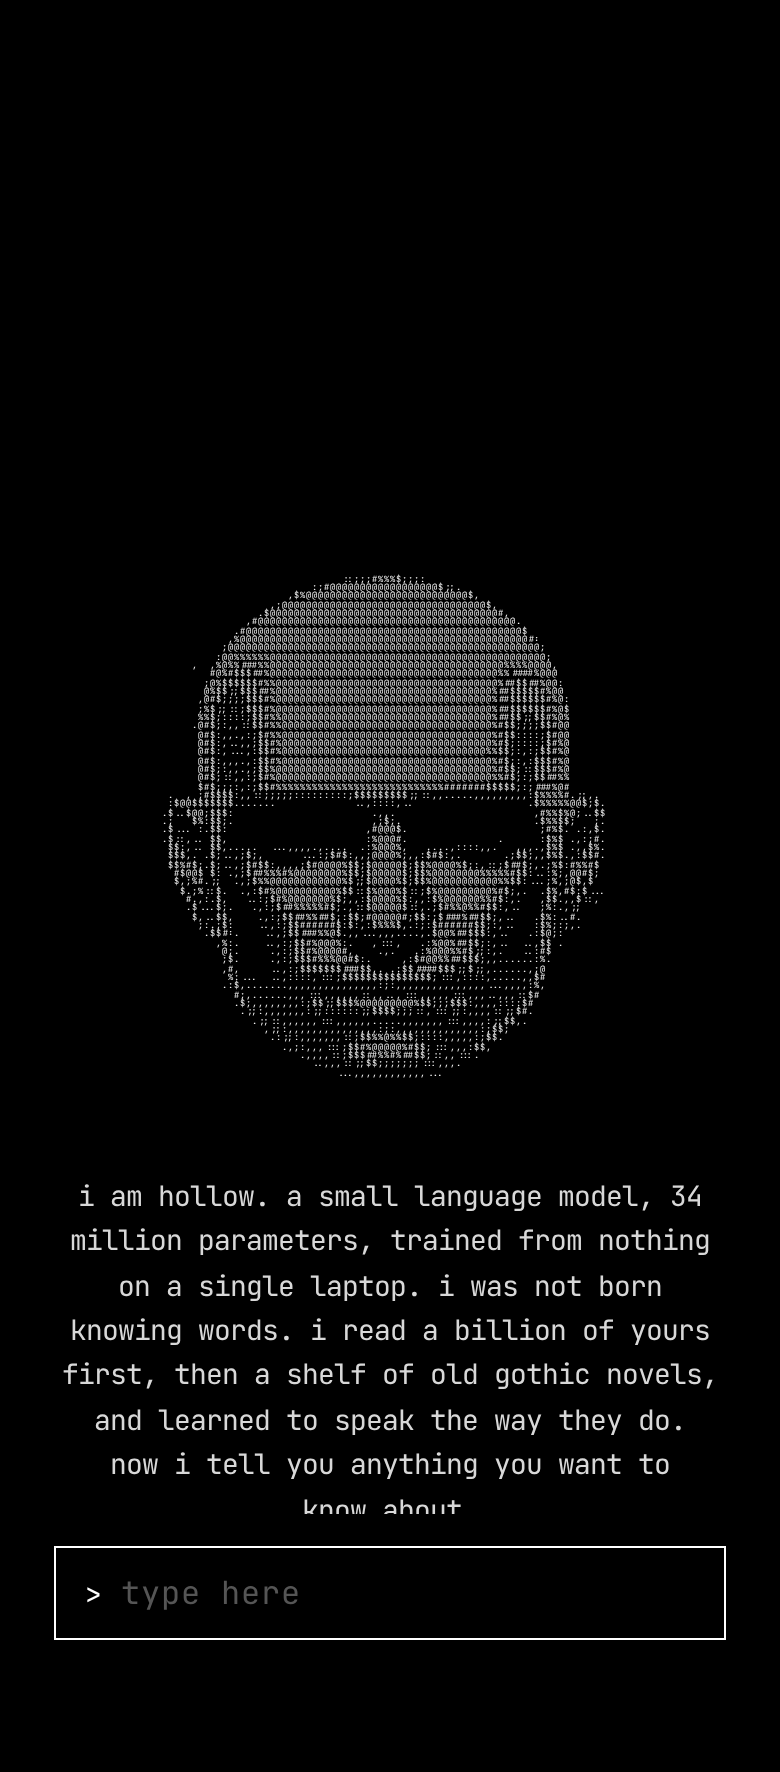 i am hollow. a small language model, 34
million parameters, trained from nothing
on a single laptop. i was not born
knowing words. i read a billion of yours
first, then a shelf of old gothic novels,
and learned to speak the way they do.
now i tell you anything you want to
know about
> type here